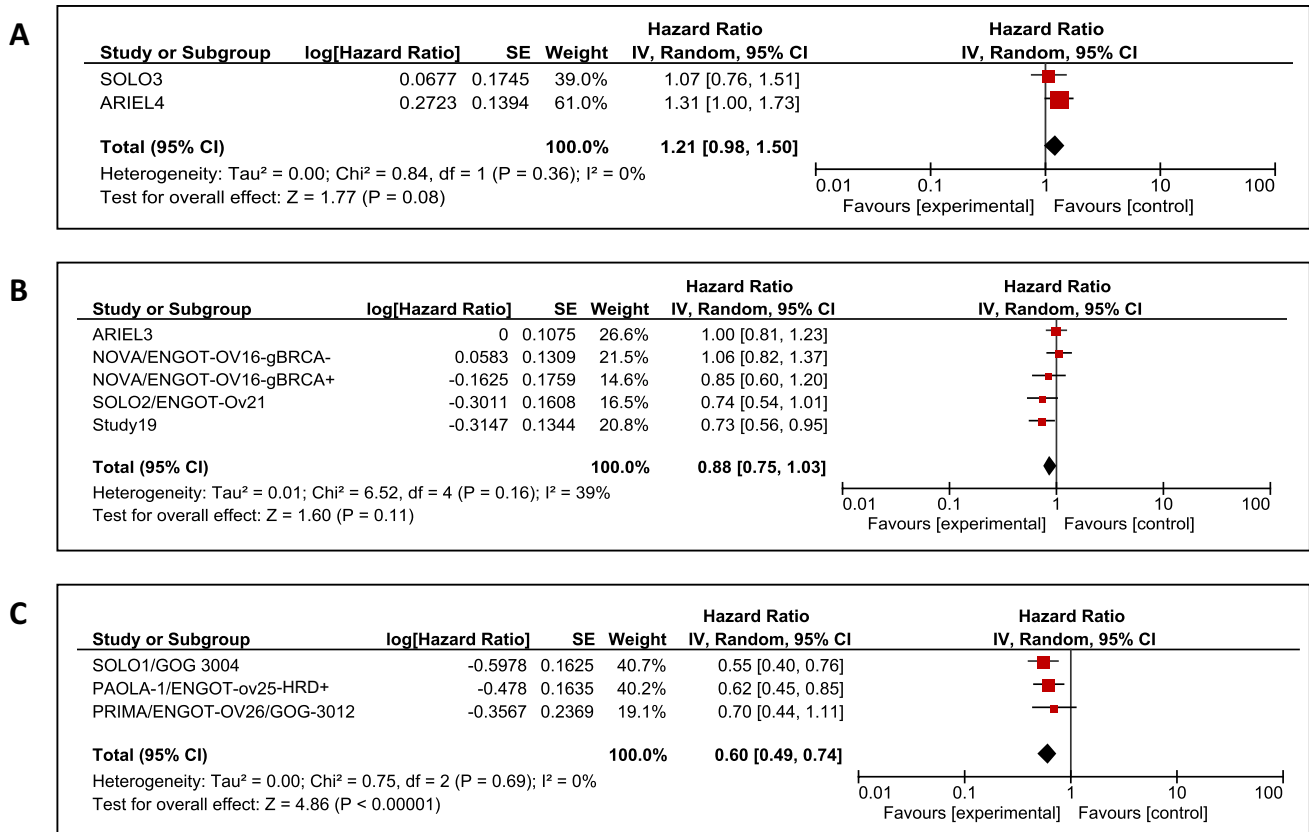 A
Hazard Ratio Hazard Ratio
Study or Subgroup log[Hazard Ratio] SE Weight IV, Random, 95% CI IV, Random, 95% CI
SOLO3 0.0677 0.1745 39.0% 1.07 [0.76, 1.51]
ARIEL4 0.2723 0.1394 61.0% 1.31 [1.00, 1.73]
Total (95% CI) 100.0% 1.21 [0.98, 1.50]
Heterogeneity: Tau² = 0.00; Chi² = 0.84, df = 1 (P = 0.36); I² = 0%
Test for overall effect: Z = 1.77 (P = 0.08)
0.01 0.1 1 10 100
Favours [experimental] Favours [control]
B
Hazard Ratio Hazard Ratio
Study or Subgroup log[Hazard Ratio] SE Weight IV, Random, 95% CI IV, Random, 95% CI
ARIEL3 0 0.1075 26.6% 1.00 [0.81, 1.23]
NOVA/ENGOT-OV16-gBRCA- 0.0583 0.1309 21.5% 1.06 [0.82, 1.37]
NOVA/ENGOT-OV16-gBRCA+ -0.1625 0.1759 14.6% 0.85 [0.60, 1.20]
SOLO2/ENGOT-Ov21 -0.3011 0.1608 16.5% 0.74 [0.54, 1.01]
Study19 -0.3147 0.1344 20.8% 0.73 [0.56, 0.95]
Total (95% CI) 100.0% 0.88 [0.75, 1.03]
Heterogeneity: Tau² = 0.01; Chi² = 6.52, df = 4 (P = 0.16); I² = 39%
Test for overall effect: Z = 1.60 (P = 0.11)
0.01 0.1 1 10 100
Favours [experimental] Favours [control]
C
Hazard Ratio Hazard Ratio
Study or Subgroup log[Hazard Ratio] SE Weight IV, Random, 95% CI IV, Random, 95% CI
SOLO1/GOG 3004 -0.5978 0.1625 40.7% 0.55 [0.40, 0.76]
PAOLA-1/ENGOT-ov25-HRD+ -0.478 0.1635 40.2% 0.62 [0.45, 0.85]
PRIMA/ENGOT-OV26/GOG-3012 -0.3567 0.2369 19.1% 0.70 [0.44, 1.11]
Total (95% CI) 100.0% 0.60 [0.49, 0.74]
Heterogeneity: Tau² = 0.00; Chi² = 0.75, df = 2 (P = 0.69); I² = 0%
Test for overall effect: Z = 4.86 (P < 0.00001)
0.01 0.1 1 10 100
Favours [experimental] Favours [control]